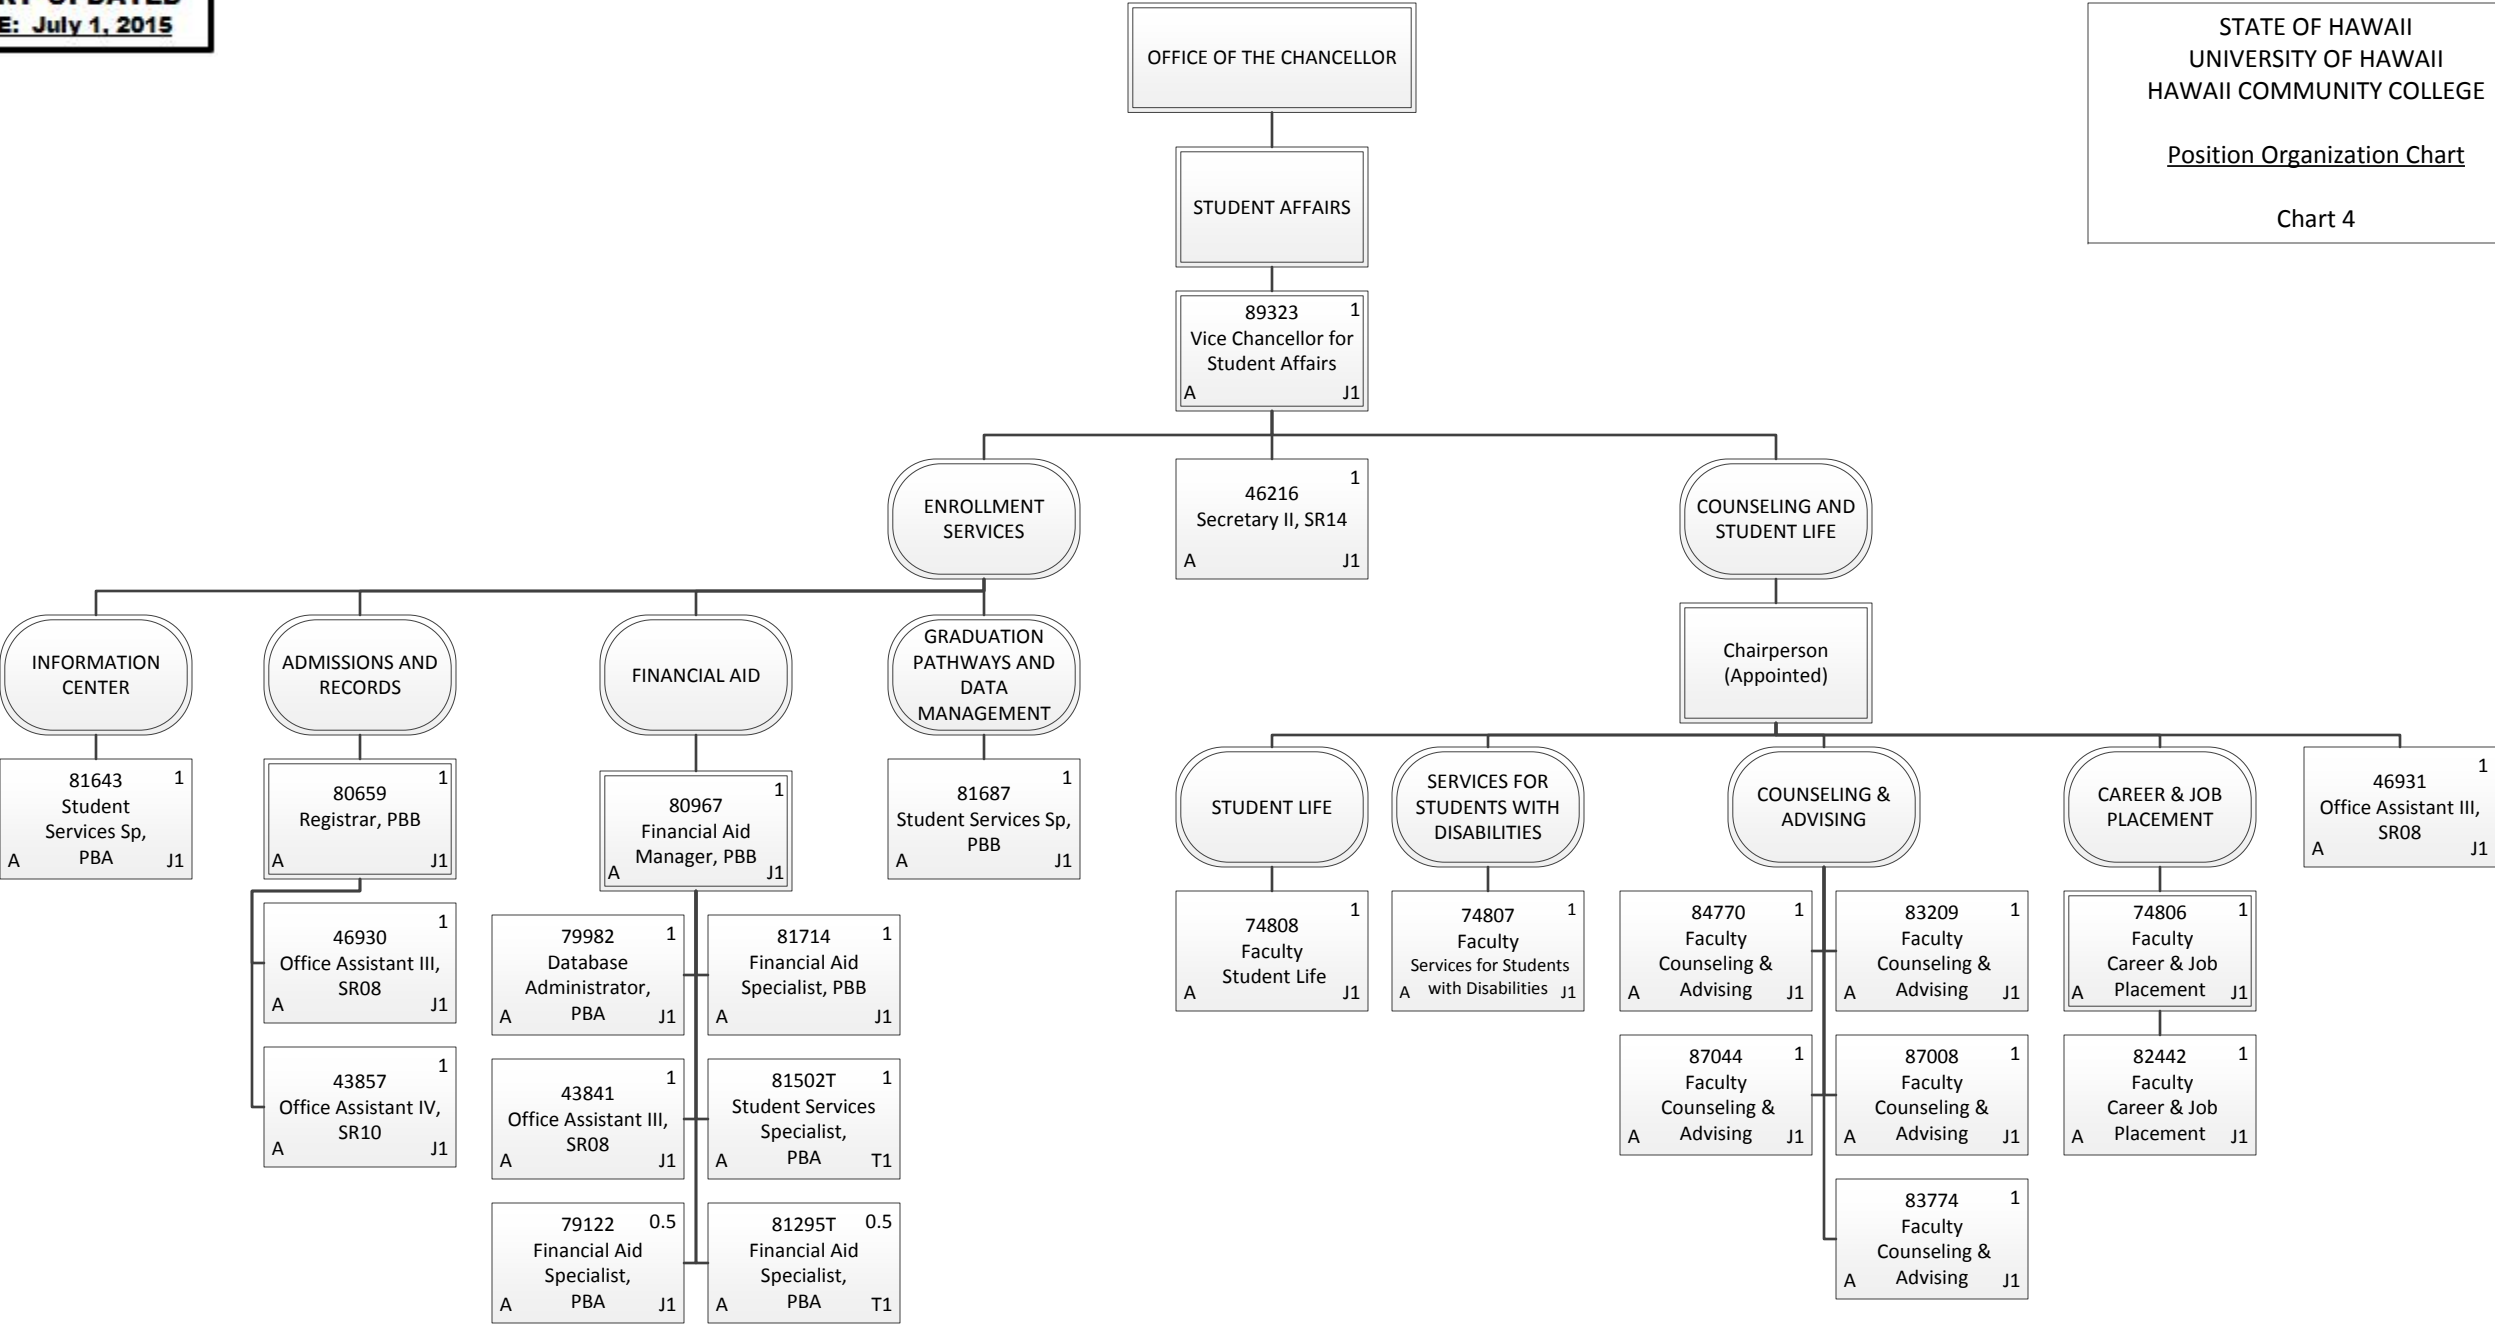 E: July 1, 2015
STATE OF HAWAII
UNIVERSITY OF HAWAII
HAWAII COMMUNITY COLLEGE
Position Organization Chart
Chart 4
OFFICE OF THE CHANCELLOR
STUDENT AFFAIRS
89323 1
Vice Chancellor for
Student Affairs
A J1
ENROLLMENT
SERVICES
1
46216
Secretary II, SR14
A J1
COUNSELING AND
STUDENT LIFE
INFORMATION
CENTER
ADMISSIONS AND
RECORDS
FINANCIAL AID
GRADUATION
PATHWAYS AND
DATA
MANAGEMENT
Chairperson
(Appointed)
81643 1
Student
Services Sp,
A PBA J1
1
80659
Registrar, PBB
A J1
1
80967
Financial Aid
Manager, PBB
A J1
81687 1
Student Services Sp,
PBB
A J1
STUDENT LIFE
SERVICES FOR
STUDENTS WITH
DISABILITIES
COUNSELING &
ADVISING
CAREER & JOB
PLACEMENT
1
46931
Office Assistant III,
SR08
A J1
1
46930
Office Assistant III,
SR08
A J1
1
43857
Office Assistant IV,
SR10
A J1
79982 1
Database
Administrator,
A PBA J1
81714 1
Financial Aid
Specialist, PBB
A J1
1
43841
Office Assistant III,
SR08
A J1
81502T 1
Student Services
Specialist,
A PBA T1
79122 0.5
Financial Aid
Specialist,
A PBA J1
81295T 0.5
Financial Aid
Specialist,
A PBA T1
1
74808
Faculty
Student Life
A J1
74807 1
Faculty
Services for Students
A with Disabilities J1
84770 1
Faculty
Counseling &
A Advising J1
83209 1
Faculty
Counseling &
A Advising J1
87044 1
Faculty
Counseling &
A Advising J1
87008 1
Faculty
Counseling &
A Advising J1
83774 1
Faculty
Counseling &
A Advising J1
74806 1
Faculty
Career & Job
A Placement J1
82442 1
Faculty
Career & Job
A Placement J1